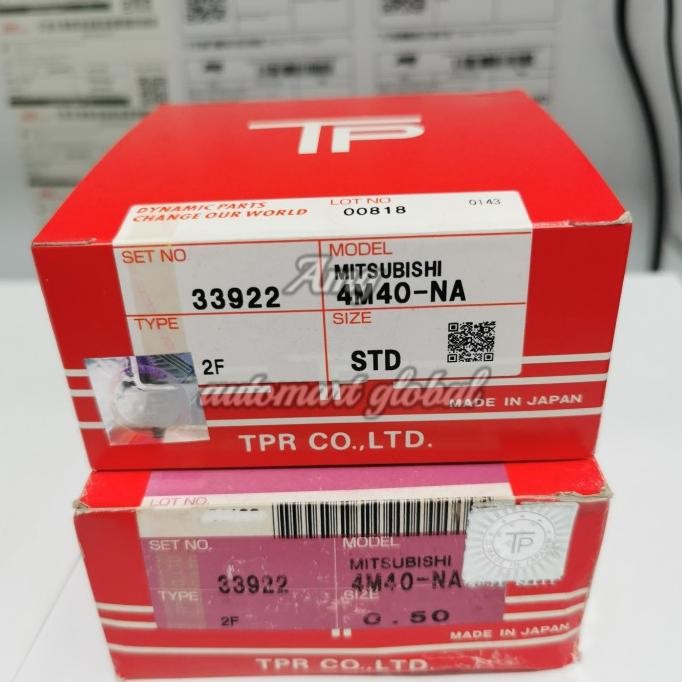 TP
DYNAMIC PARTS
CHANGE OUR WORLD
LOT NO
00818
0143
SET NO
33922
MODEL
MITSUBISHI
4M40-NA
TYPE
2F
SIZE
STD
Amy
automart global
MADE IN JAPAN
TPR CO.,LTD.
LOT NO.
SET NO.
33922
MODEL
MITSUBISHI
4M40-NA
TYPE
2F
SIZE
0.50
TP
MADE IN JAPAN
TPR CO.,LTD.